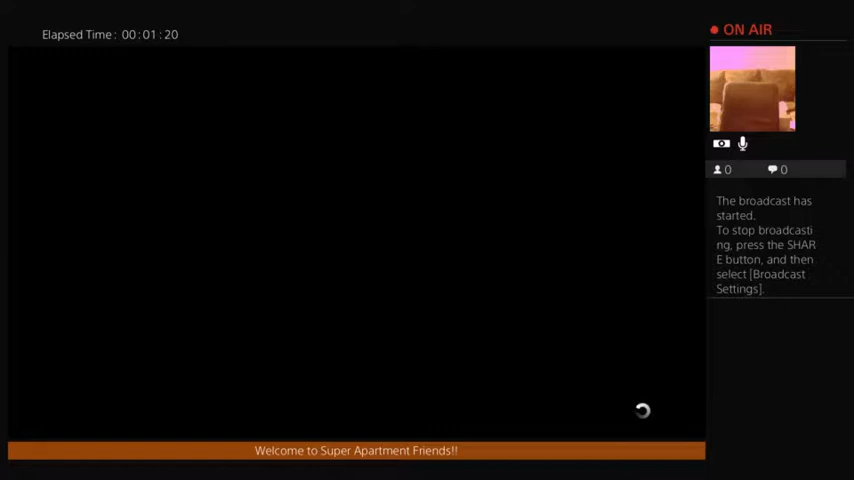 Elapsed Time: 00:01:20
ON AIR
0
0
The broadcast has
started.
To stop broadcasti
ng, press the SHAR
E button, and then
select [Broadcast
Settings].
Welcome to Super Apartment Friends!!